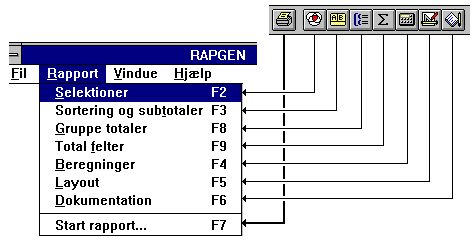 AB
Σ
RAPGEN
Fil Rapport Vindue Hjælp
Selektioner F2
Sortering og subtotaler F3
Gruppe totaler F8
Total felter F9
Beregninger F4
Layout F5
Dokumentation F6
Start rapport... F7